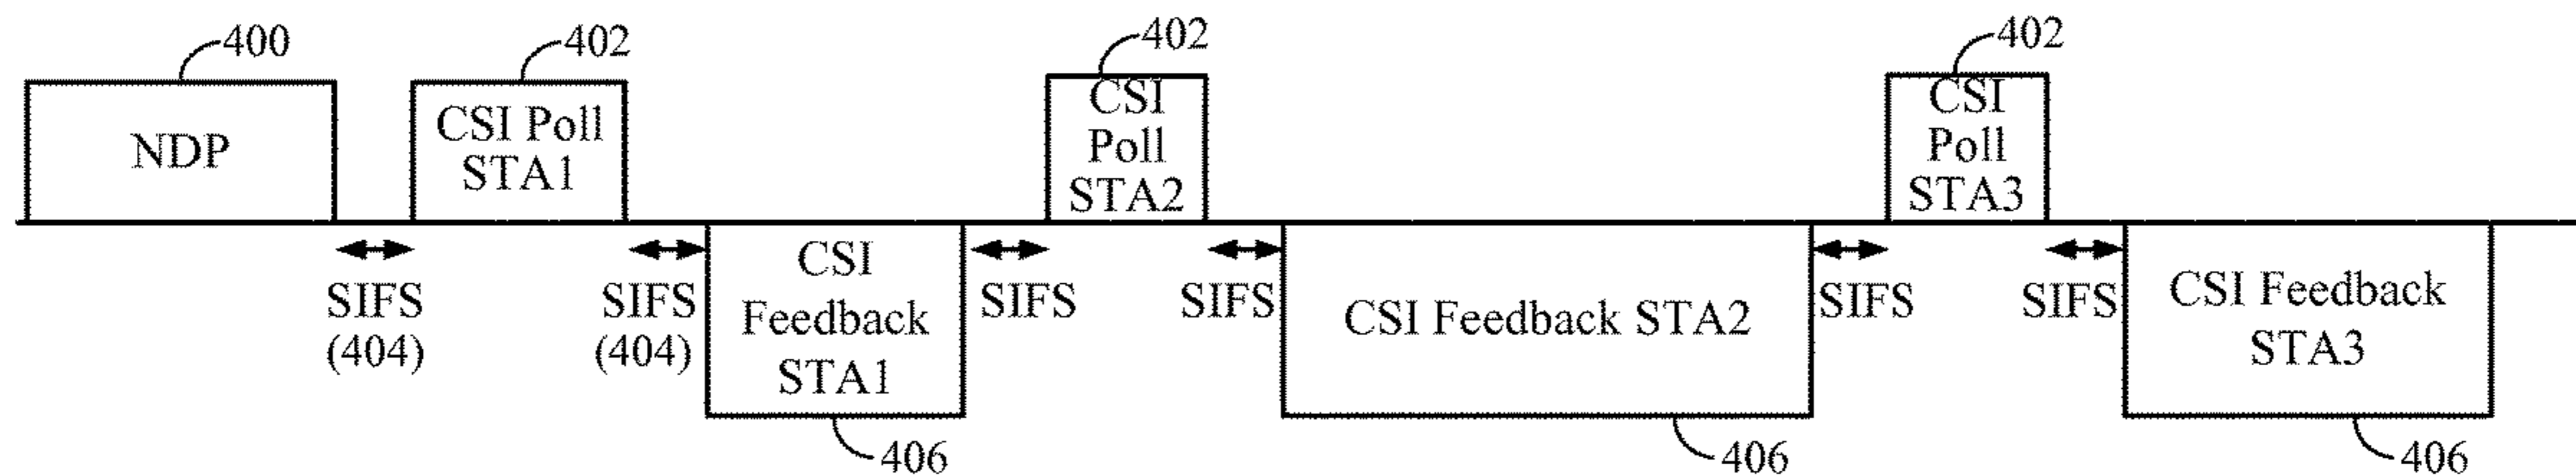 400
402
402
402
NDP
CSI Poll
STA1
CSI
Poll
STA2
CSI
Poll
STA3
SIFS
(404)
SIFS
(404)
CSI
Feedback
STA1
SIFS
SIFS
CSI Feedback STA2
SIFS
SIFS
CSI Feedback
STA3
406
406
406